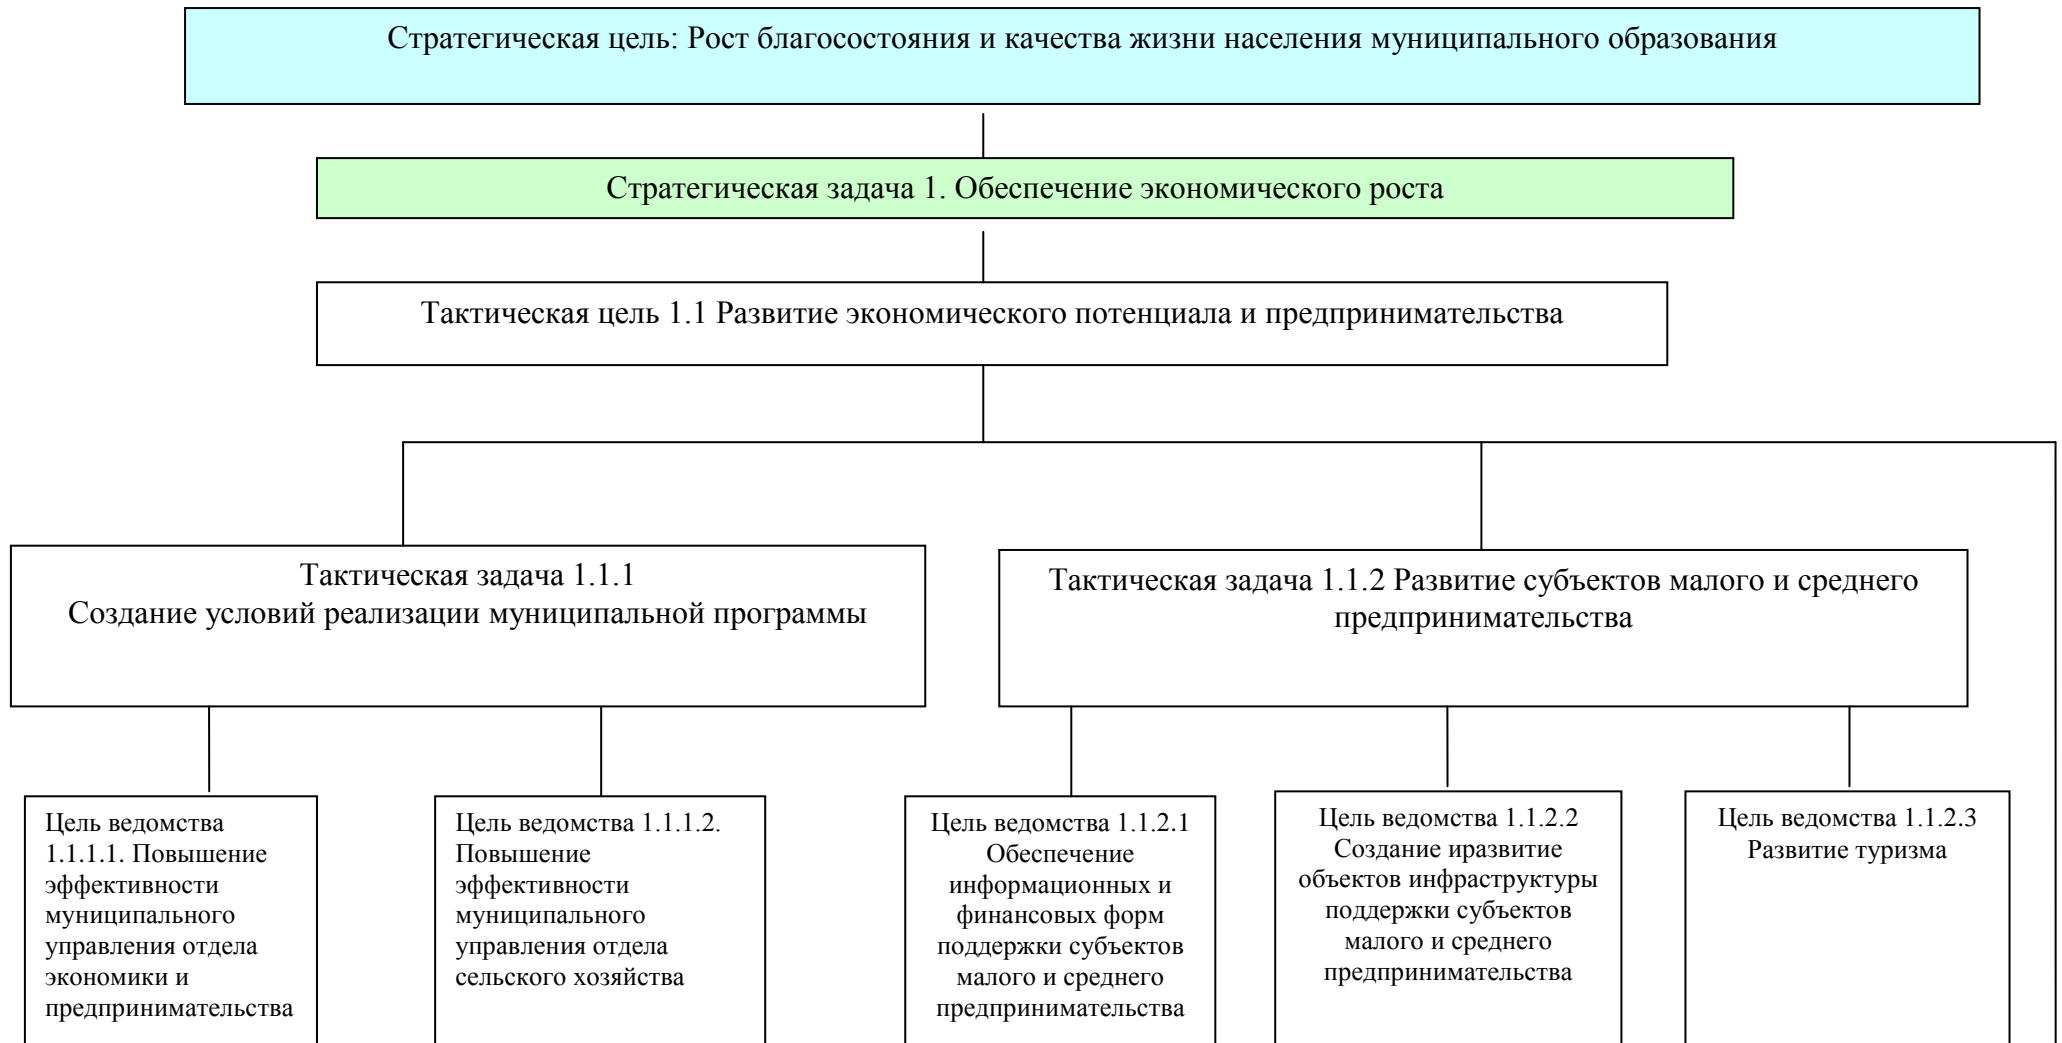 Стратегическая цель: Рост благосостояния и качества жизни населения муниципального образования
Стратегическая задача 1. Обеспечение экономического роста
Тактическая цель 1.1 Развитие экономического потенциала и предпринимательства
Тактическая задача 1.1.1
Создание условий реализации муниципальной программы
Тактическая задача 1.1.2 Развитие субъектов малого и среднего
предпринимательства
Цель ведомства
1.1.1.1. Повышение
эффективности
муниципального
управления отдела
экономики и
предпринимательства
Цель ведомства 1.1.1.2.
Повышение
эффективности
муниципального
управления отдела
сельского хозяйства
Цель ведомства 1.1.2.1
Обеспечение
информационных и
финансовых форм
поддержки субъектов
малого и среднего
предпринимательства
Цель ведомства 1.1.2.2
Создание иразвитие
объектов инфраструктуры
поддержки субъектов
малого и среднего
предпринимательства
Цель ведомства 1.1.2.3
Развитие туризма